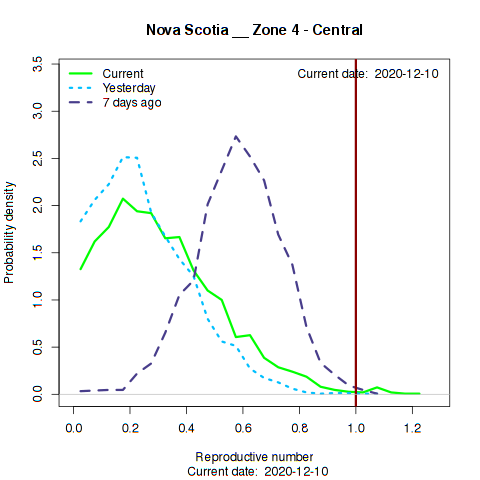 Nova Scotia __ Zone 4 - Central
Current date: 2020-12-10
Current
Yesterday
7 days ago
Probability density
3.5
3.0
2.5
2.0
1.5
1.0
0.5
0.0
0.0 0.2 0.4 0.6 0.8 1.0 1.2
Reproductive number
Current date: 2020-12-10